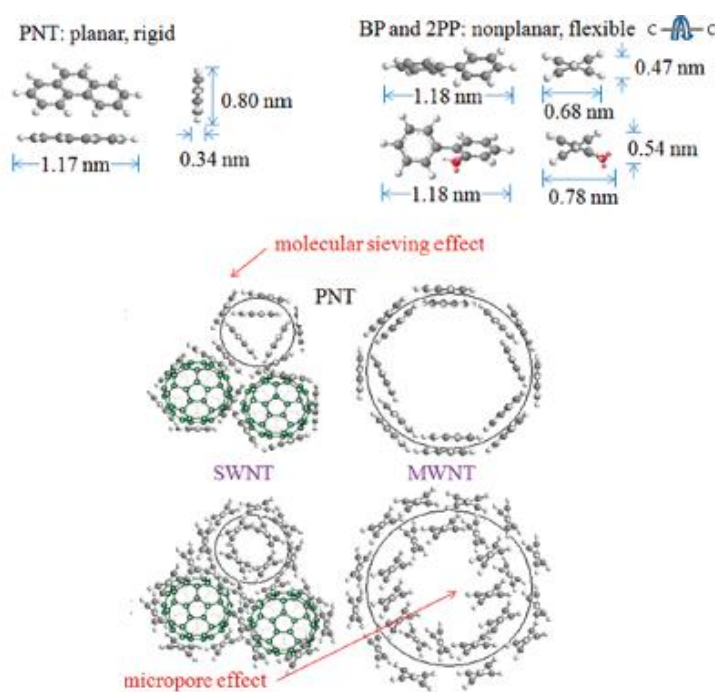 PNT: planar, rigid
0.80 nm
1.17 nm
0.34 nm
BP and 2PP: nonplanar, flexible C C
0.47 nm
1.18 nm
0.68 nm
0.54 nm
1.18 nm
0.78 nm
molecular sieving effect
PNT
SWNT
MWNT
micropore effect